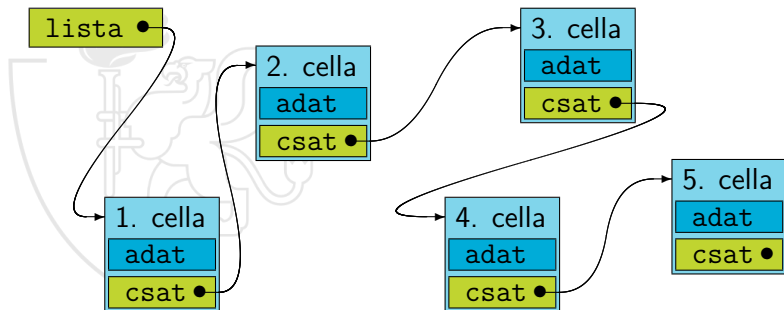 lista
1. cella
adat
csat
2. cella
adat
csat
3. cella
adat
csat
4. cella
adat
csat
5. cella
adat
csat